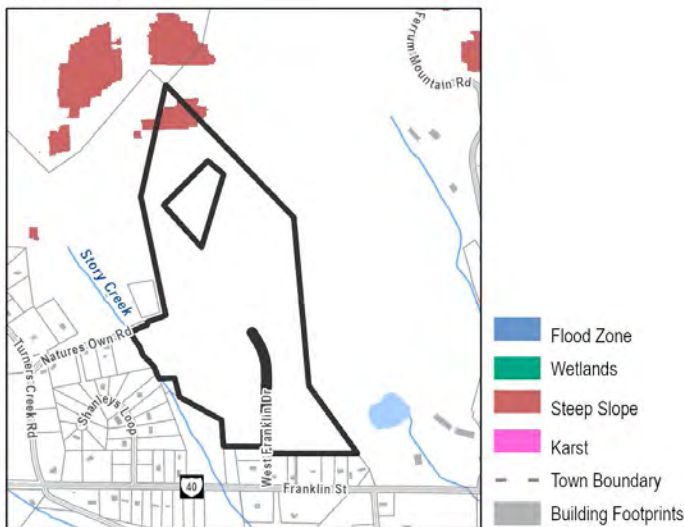 Ferrum Mountain Rd
Story Creek
Natures Own Rd
Turners Creek Rd
Shanleys Loop
West Franklin Dr
40
Franklin St
Flood Zone
Wetlands
Steep Slope
Karst
Town Boundary
Building Footprints